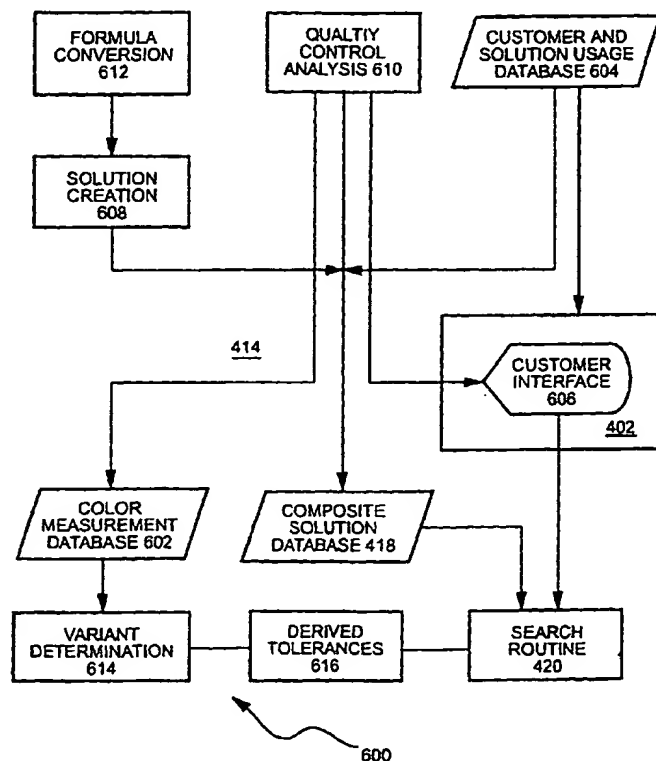 FORMULA
CONVERSION
612
QUALTIY
CONTROL
ANALYSIS 610
CUSTOMER AND
SOLUTION USAGE
DATABASE 604
SOLUTION
CREATION
608
414
CUSTOMER
INTERFACE
606
402
COLOR
MEASUREMENT
DATABASE 602
COMPOSITE
SOLUTION
DATABASE 418
VARIANT
DETERMINATION
614
DERIVED
TOLERANCES
616
SEARCH
ROUTINE
420
600